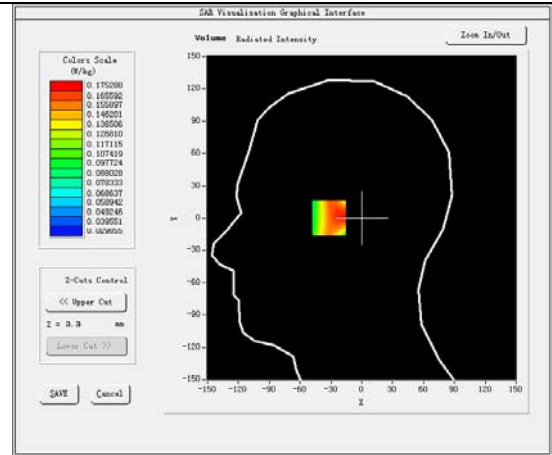 SAR Visualisation Graphical Interface
Volume Radiated Intensity
Zoom In/Out
Colors Scale
(W/kg)
0.175288
0.165592
0.155897
0.146201
0.136506
0.126810
0.117115
0.107419
0.097724
0.088028
0.078333
0.068637
0.058942
0.049246
0.039551
150
120
90
60
30
0
-30
-60
-90
-120
-150
Y
-150 -120 -90 -60 -30 0 30 60 90 120 150
X
Z-Cuts Control
<< Upper Cut
Z = 3.3 mm
Lower Cut >>
SAVE Cancel